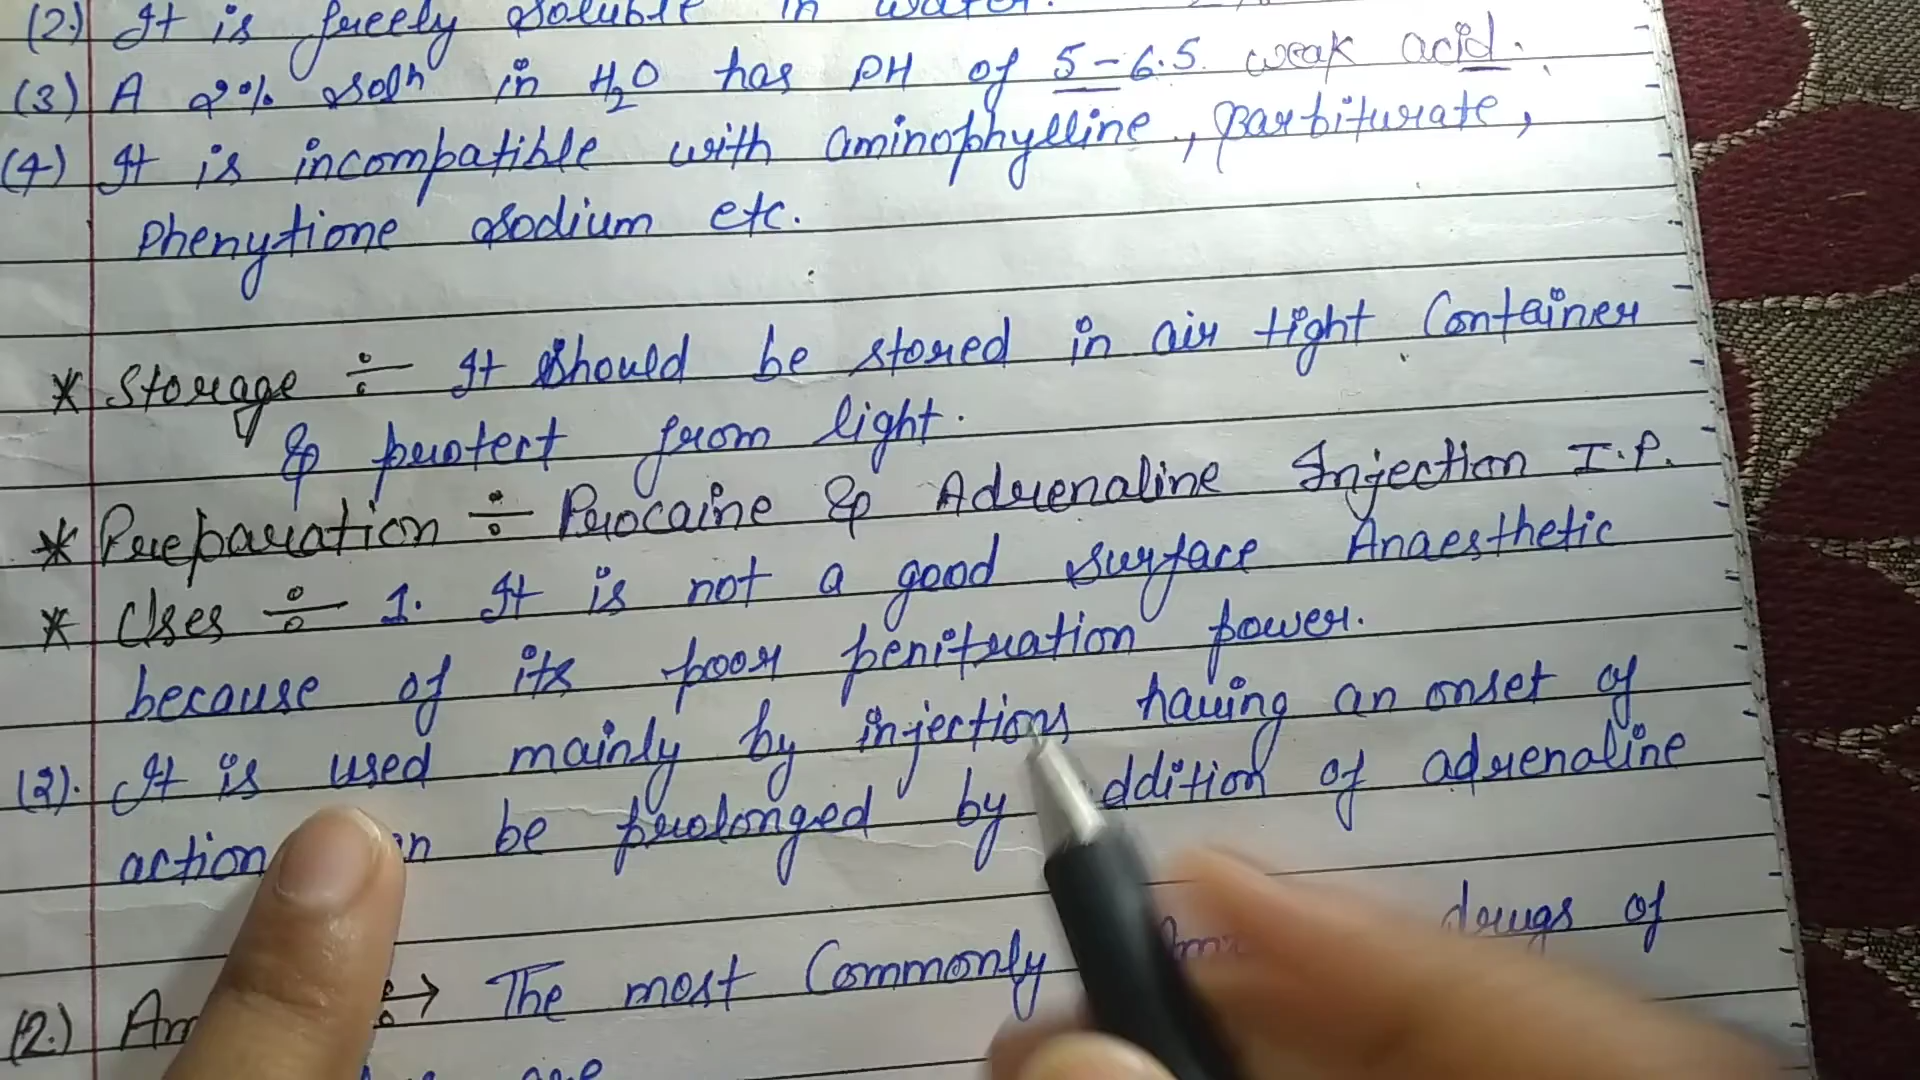 (2.) It is freely soluble in water.
(3) A 2% soln in H2O has PH of 5-6.5. weak acid.
(4) It is incompatible with aminophylline, barbiturate,
Phenytione sodium etc.
* Storage ÷ It should be stored in air tight Container
& protect from light.
* Preparation ÷ Procaine & Adrenaline Injection I.P.
* Uses ÷ 1. It is not a good surface Anaesthetic
because of its poor penitration power.
(2). It is used mainly by injections having an onset of
action be prolonged by addition of adrenaline
(2.) → The most Commonly drugs of
are